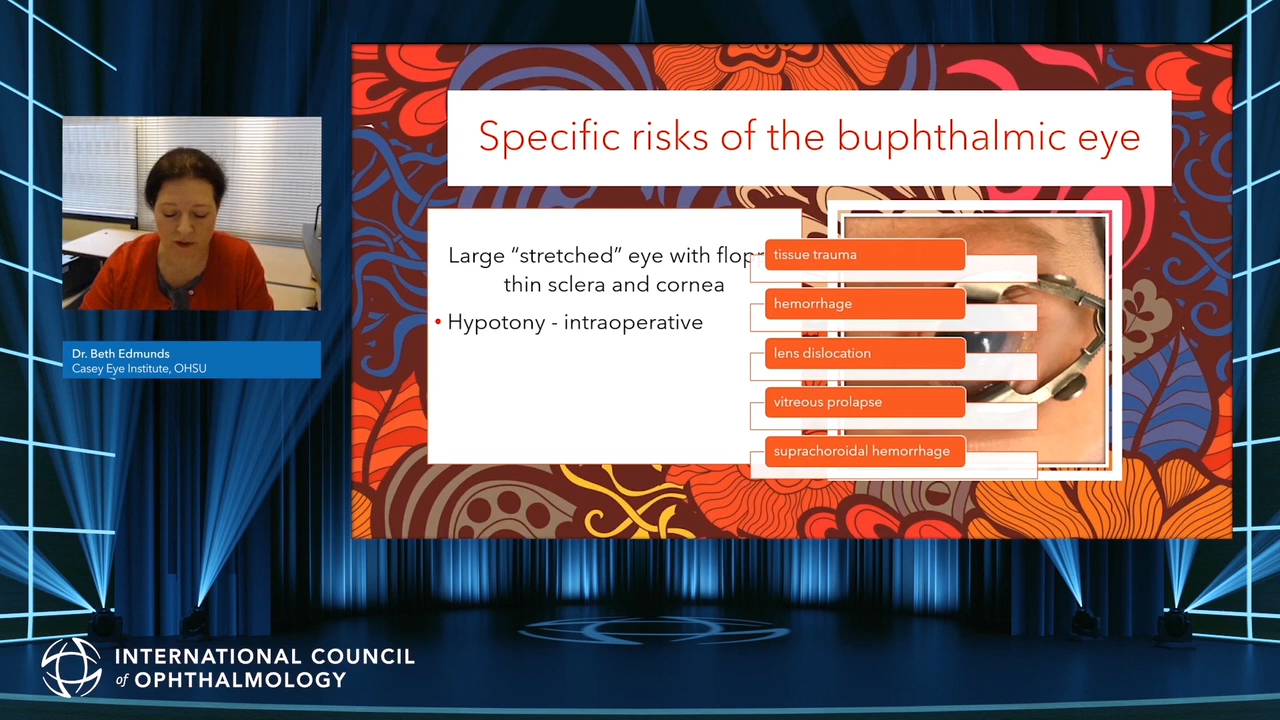 Specific risks of the buphthalmic eye
Large “stretched” eye with
thin sclera and cornea
• Hypotony - intraoperative
tissue trauma
hemorrhage
lens dislocation
vitreous prolapse
suprachoroidal hemorrhage
Dr. Beth Edmunds
Casey Eye Institute, OHSU
INTERNATIONAL COUNCIL
of OPHTHALMOLOGY